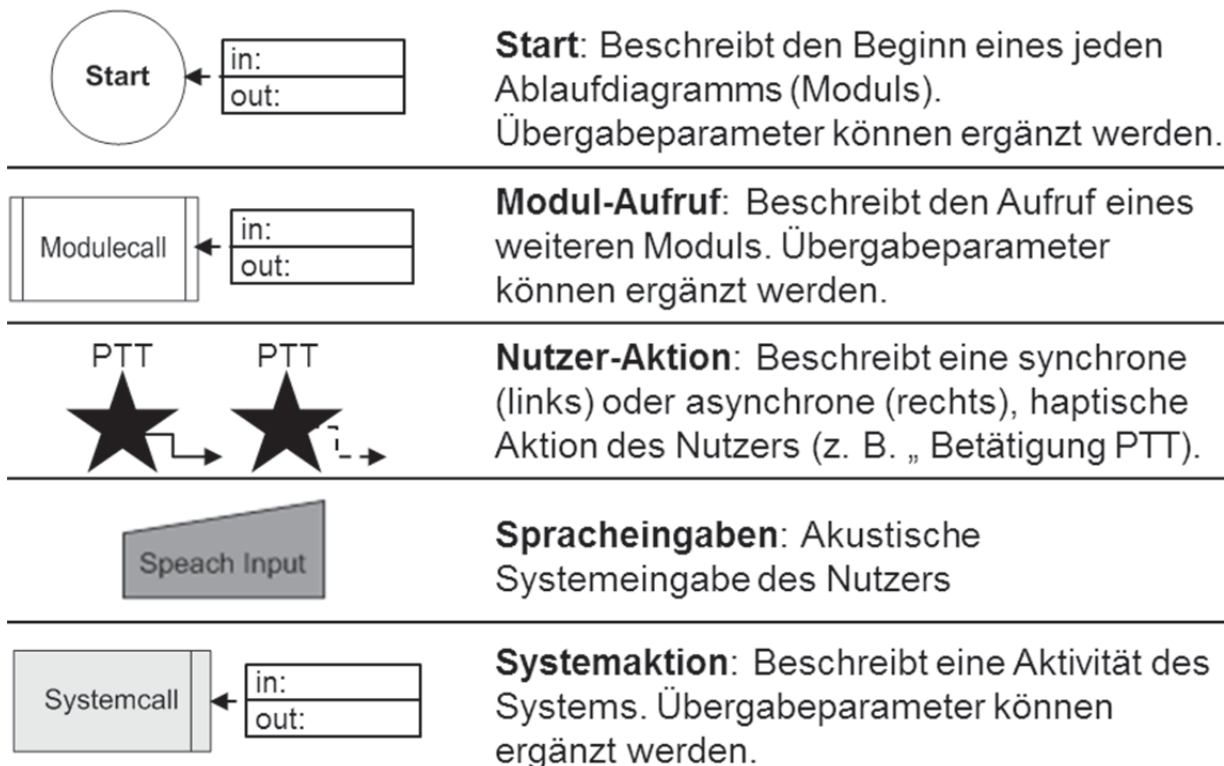 Start
in:
out:
Start: Beschreibt den Beginn eines jeden
Ablaufdiagramms (Moduls).
Übergabeparameter können ergänzt werden.
Modulecall
in:
out:
Modul-Aufruf: Beschreibt den Aufruf eines
weiteren Moduls. Übergabeparameter
können ergänzt werden.
PTT PTT
Nutzer-Aktion: Beschreibt eine synchrone
(links) oder asynchrone (rechts), haptische
Aktion des Nutzers (z. B. „ Betätigung PTT).
Speach Input
Spracheingaben: Akustische
Systemeingabe des Nutzers
Systemcall
in:
out:
Systemaktion: Beschreibt eine Aktivität des
Systems. Übergabeparameter können
ergänzt werden.